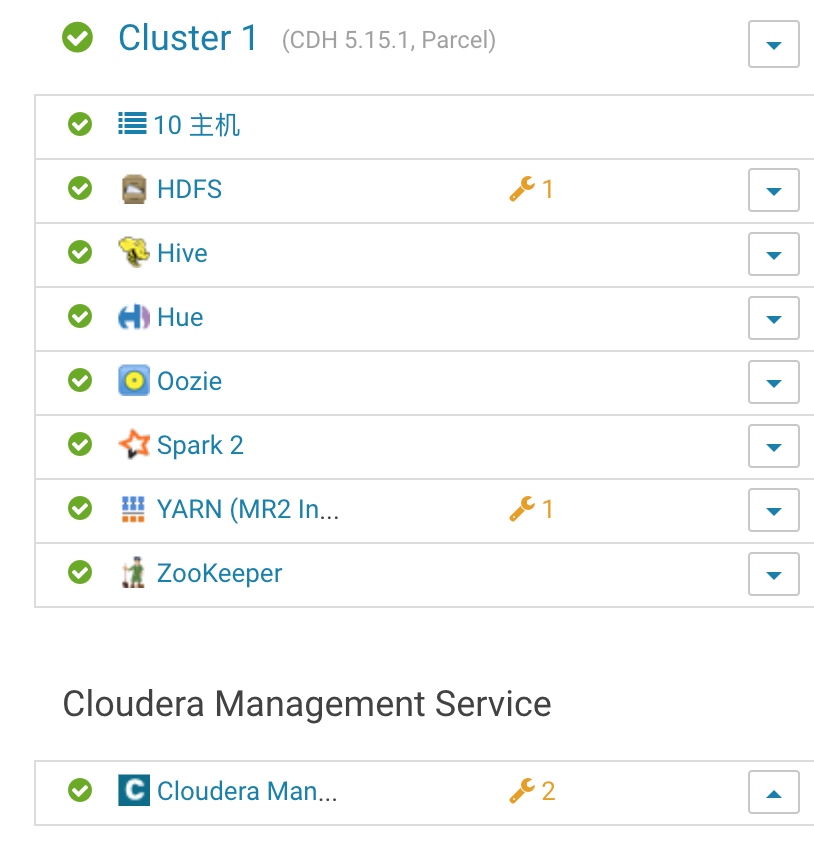 Cluster 1 (CDH 5.15.1, Parcel)
10 主机
HDFS 1
Hive
Hue
Oozie
Spark 2
YARN (MR2 In...
1
ZooKeeper
Cloudera Management Service
C Cloudera Man... 2